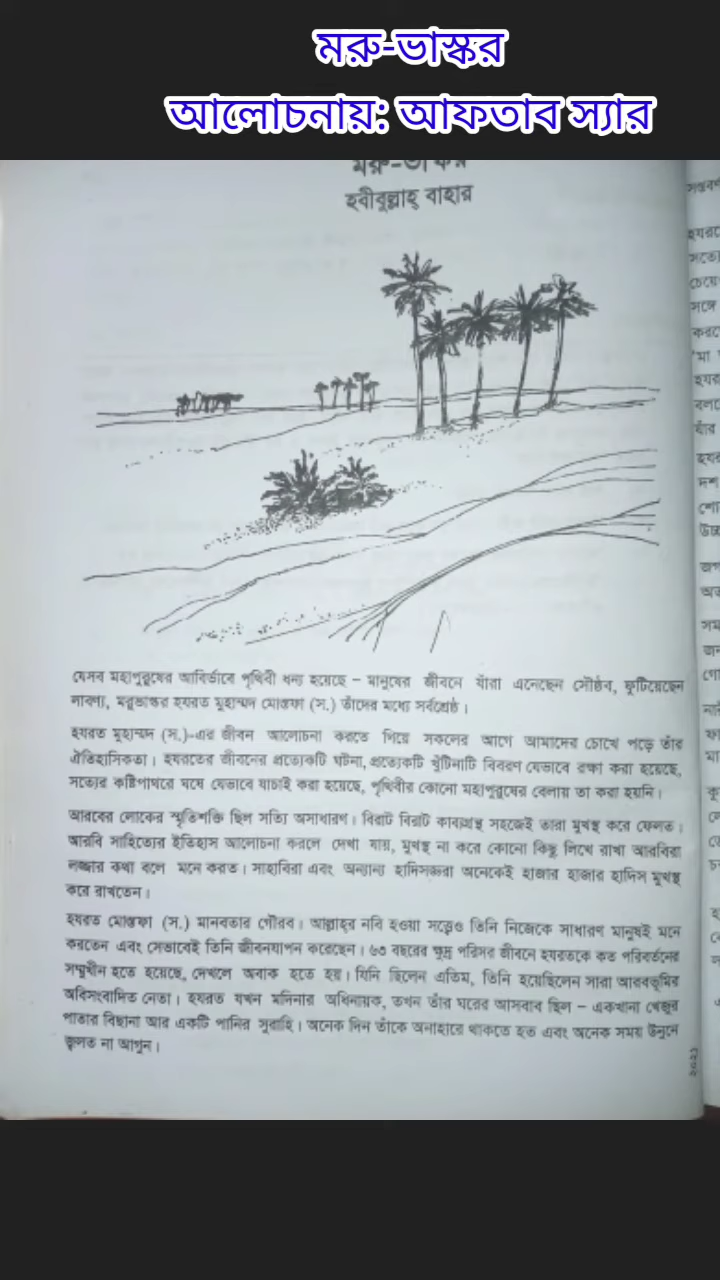 মরু-ভাস্কর
আলোচনায়: আফতাব স্যার
মরু-ভাস্কর
হবীবুল্লাহ্ বাহার
যেসব মহাপুরুষের আবির্ভাবে পৃথিবী ধন্য হয়েছে – মানুষের জীবনে যাঁরা এনেছেন সৌষ্ঠব, ফুটিয়েছেন
লাবণ্য, মরুভাস্কর হযরত মুহাম্মদ মোস্তফা (স.) তাঁদের মধ্যে সর্বশ্রেষ্ঠ।
হযরত মুহাম্মদ (স.)-এর জীবন আলোচনা করতে গিয়ে সকলের আগে আমাদের চোখে পড়ে তাঁর
ঐতিহাসিকতা। হযরতের জীবনের প্রত্যেকটি ঘটনা, প্রত্যেকটি খুঁটিনাটি বিবরণ যেভাবে রক্ষা করা হয়েছে,
সত্যের কষ্টিপাথরে ঘষে যেভাবে যাচাই করা হয়েছে, পৃথিবীর কোনো মহাপুরুষের বেলায় তা করা হয়নি।
আরবের লোকের স্মৃতিশক্তি ছিল সত্যি অসাধারণ। বিরাট বিরাট কাব্যগ্রন্থ সহজেই তারা মুখস্থ করে ফেলত।
আরবি সাহিত্যের ইতিহাস আলোচনা করলে দেখা যায়, মুখস্থ না করে কোনো কিছু লিখে রাখা আরবিরা
লজ্জার কথা বলে মনে করত। সাহাবিরা এবং অন্যান্য হাদিসজ্ঞরা অনেকেই হাজার হাজার হাদিস মুখস্থ
করে রাখতেন।
হযরত মোস্তফা (স.) মানবতার গৌরব। আল্লাহ্‌র নবি হওয়া সত্ত্বেও তিনি নিজেকে সাধারণ মানুষই মনে
করতেন এবং সেভাবেই তিনি জীবনযাপন করেছেন। ৬৩ বছরের ক্ষুদ্র পরিসর জীবনে হযরতকে কত পরিবর্তনের
সম্মুখীন হতে হয়েছে, দেখলে অবাক হতে হয়। যিনি ছিলেন এতিম, তিনি হয়েছিলেন সারা আরবভূমির
অবিসংবাদিত নেতা। হযরত যখন মদিনার অধিনায়ক, তখন তাঁর ঘরের আসবাব ছিল – একখানা খেজুর
পাতার বিছানা আর একটি পানির সুরাহি। অনেক দিন তাঁকে অনাহারে থাকতে হত এবং অনেক সময় উনুনে
জ্বলত না আগুন।
২০২১